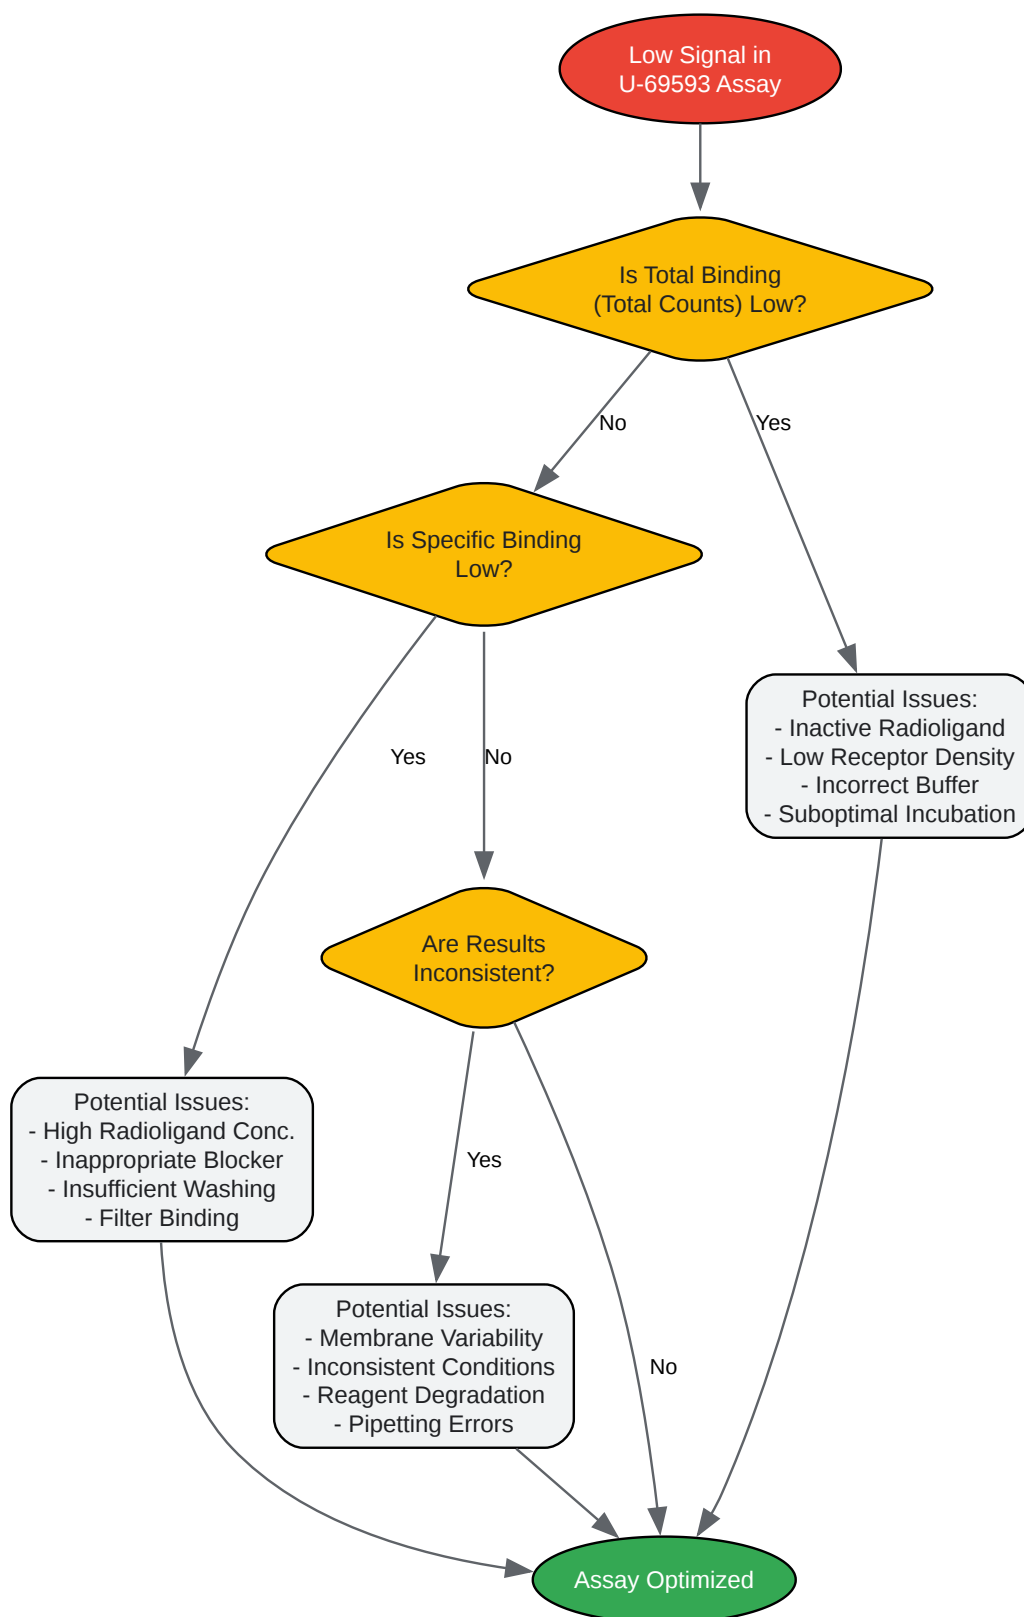 Low Signal in
U-69593 Assay
Is Total Binding
(Total Counts) Low?
No
Yes
Is Specific Binding
Low?
Potential Issues:
- Inactive Radioligand
- Low Receptor Density
- Incorrect Buffer
- Suboptimal Incubation
Yes
No
Are Results
Inconsistent?
Potential Issues:
- High Radioligand Conc.
- Inappropriate Blocker
- Insufficient Washing
- Filter Binding
Yes
Potential Issues:
- Membrane Variability
- Inconsistent Conditions
- Reagent Degradation
- Pipetting Errors
No
Assay Optimized